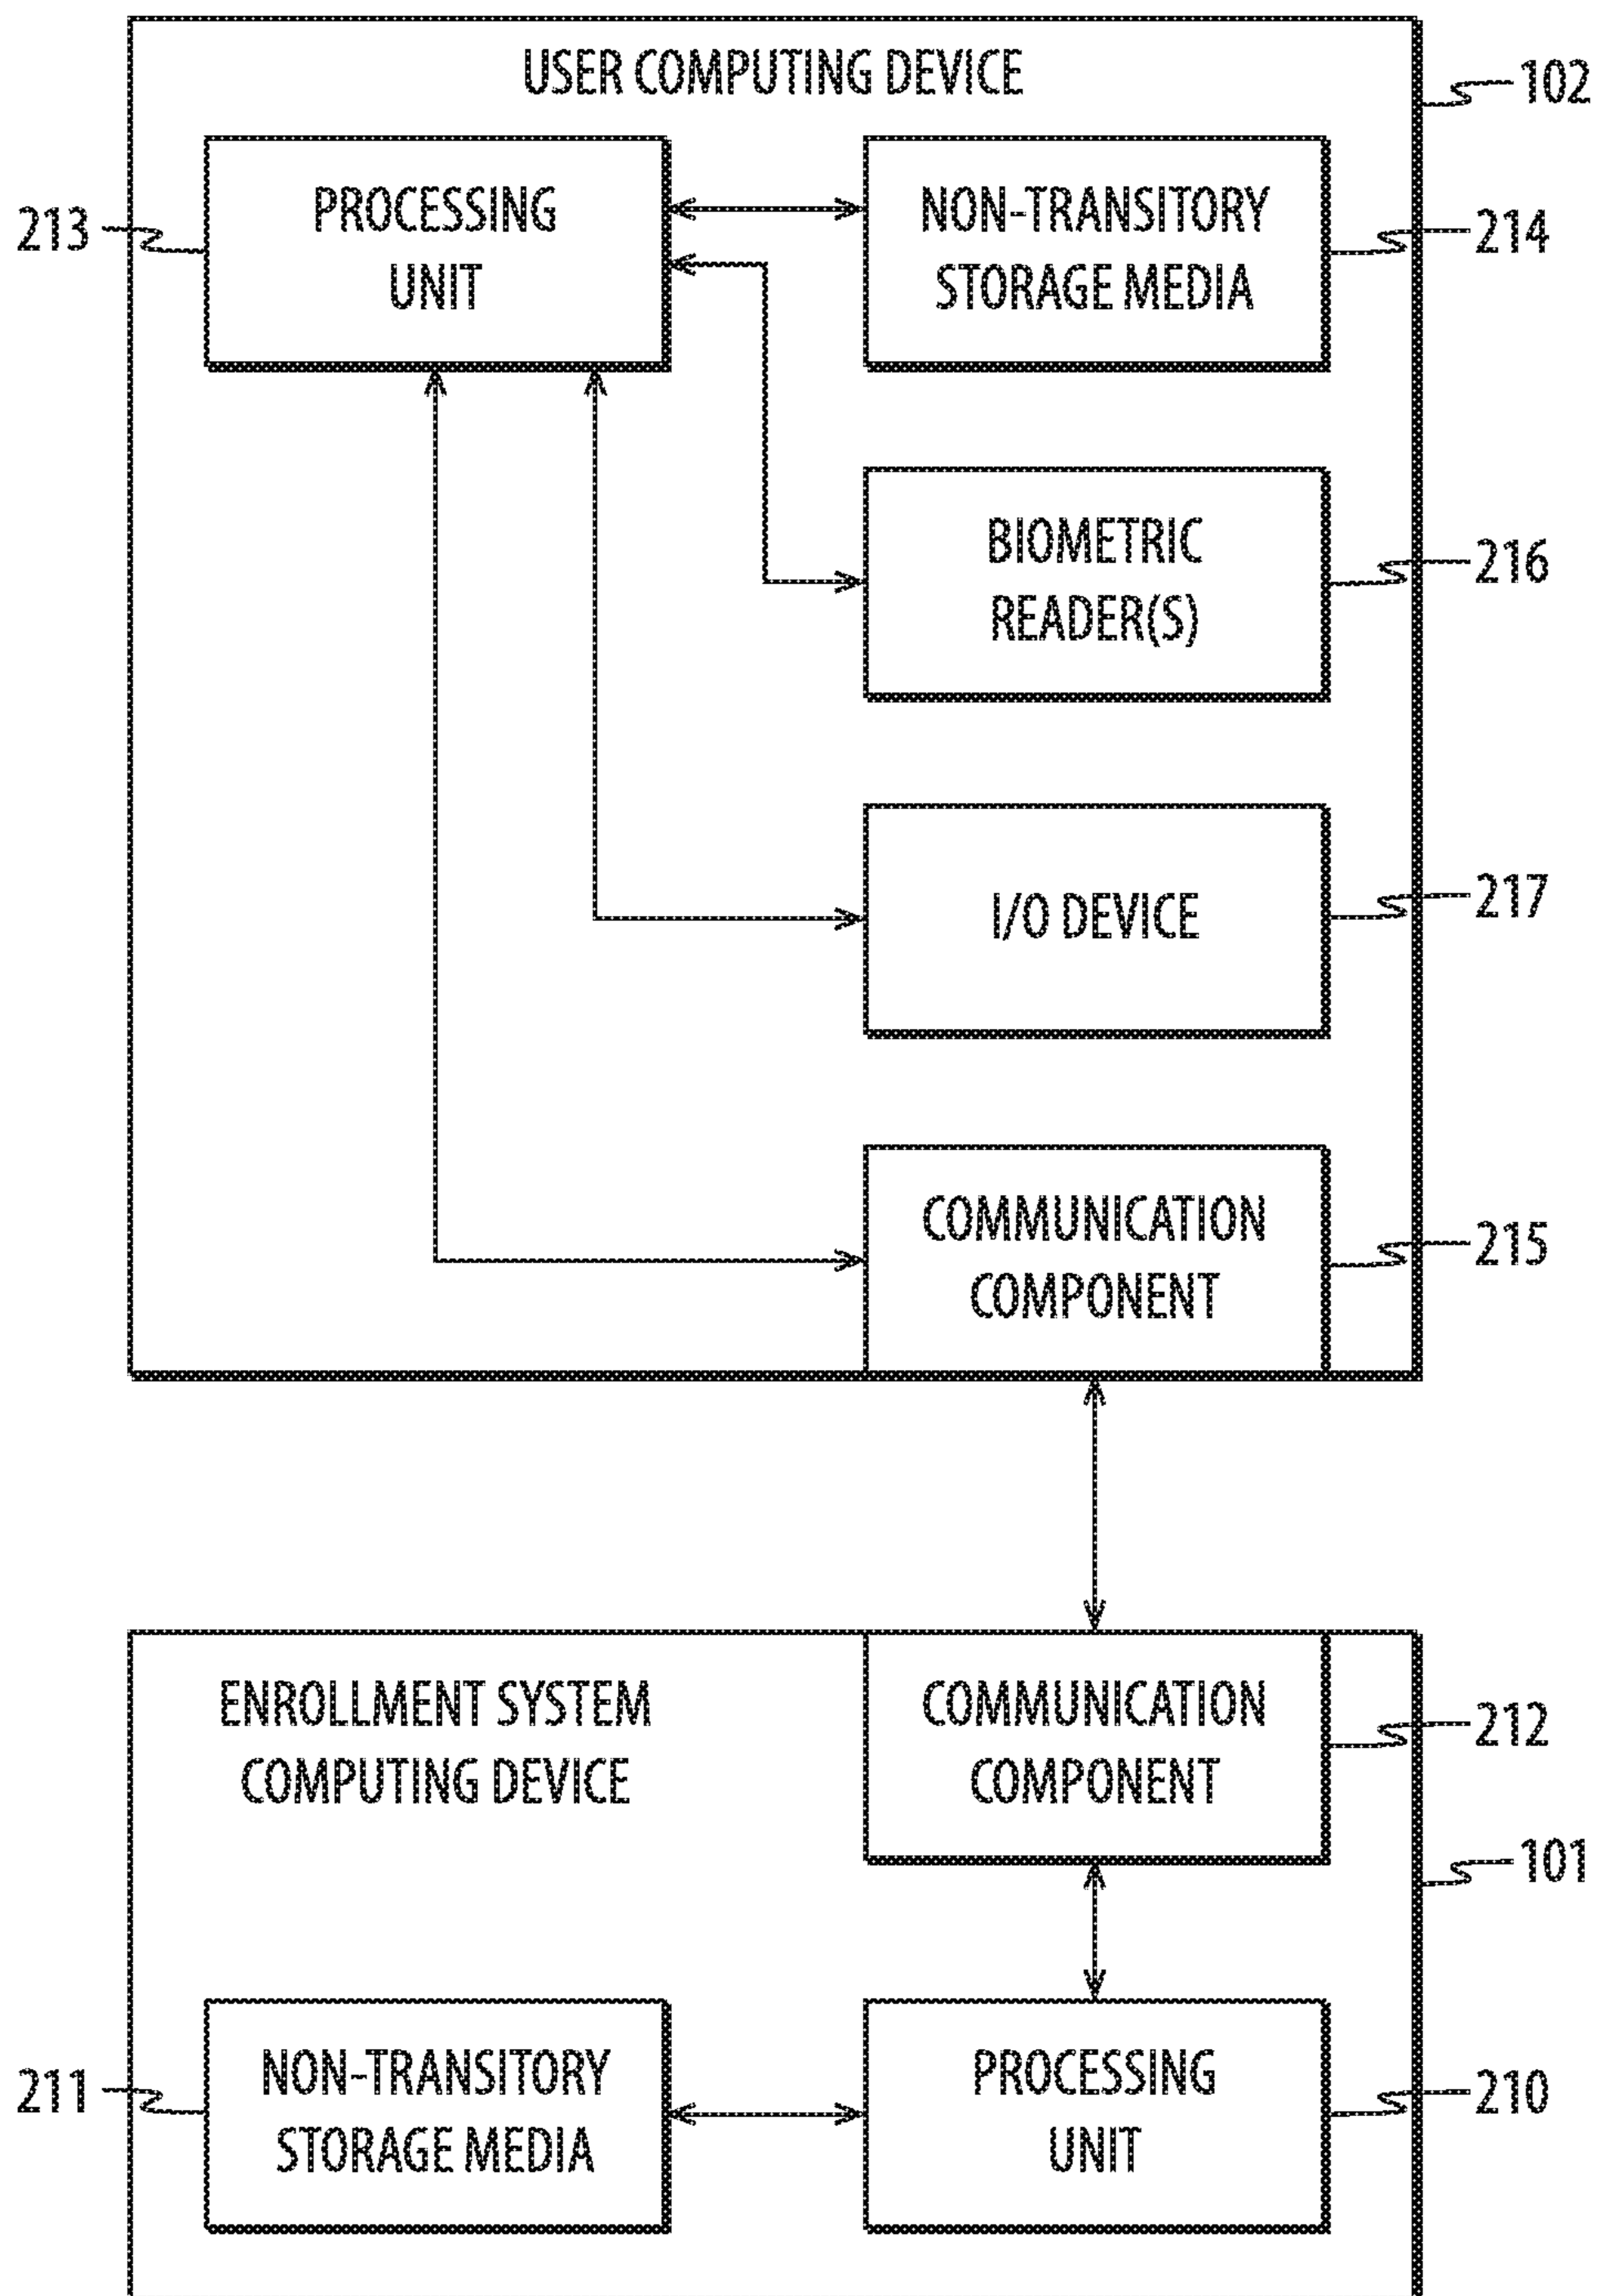 USER COMPUTING DEVICE
102
PROCESSING
UNIT
213
NON-TRANSITORY
STORAGE MEDIA
214
BIOMETRIC
READER(S)
216
I/O DEVICE
217
COMMUNICATION
COMPONENT
215
ENROLLMENT SYSTEM
COMPUTING DEVICE
COMMUNICATION
COMPONENT
212
101
NON-TRANSITORY
STORAGE MEDIA
211
PROCESSING
UNIT
210